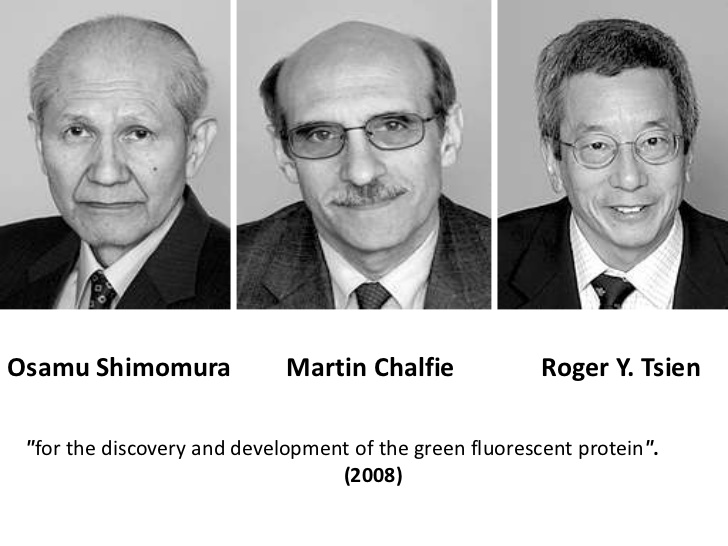 Osamu Shimomura Martin Chalfie Roger Y. Tsien
"for the discovery and development of the green fluorescent protein".
(2008)